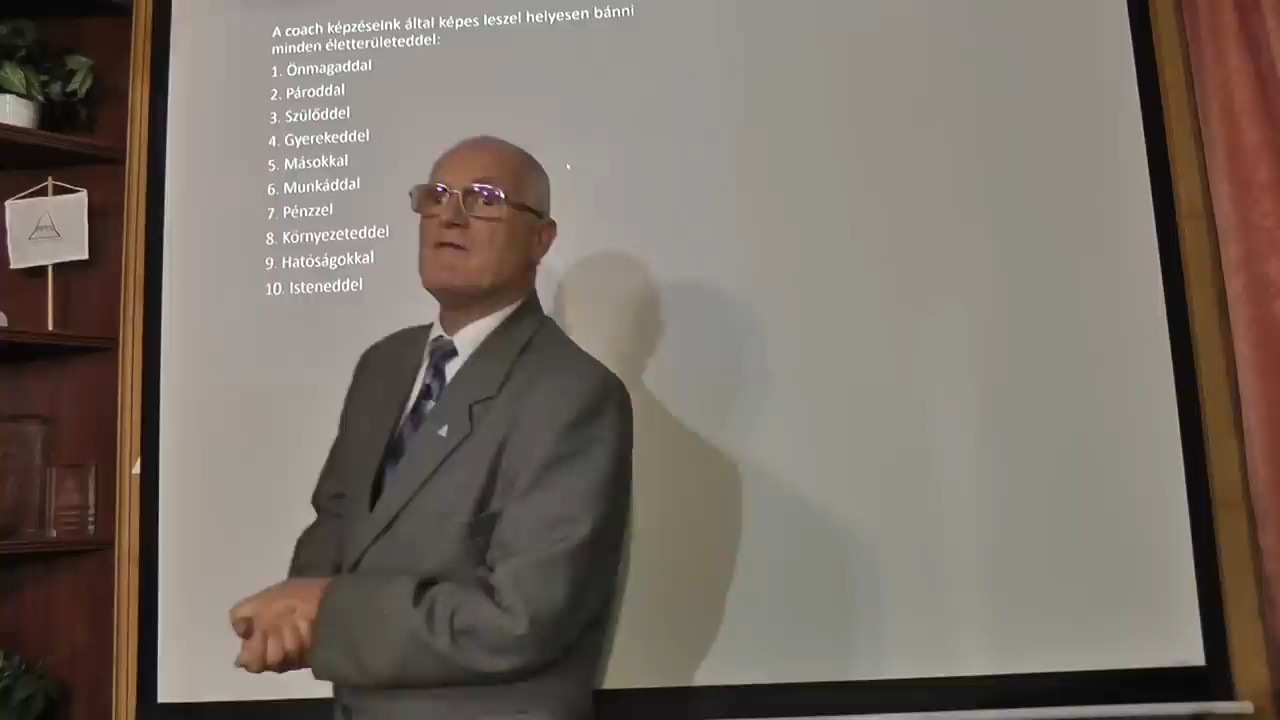 A coach képzéseink által képes leszel helyesen bánni
minden életterületeddel:
1. Önmagaddal
2. Pároddal
3. Szülőddel
4. Gyerekeddel
5. Másokkal
6. Munkáddal
7. Pénzzel
8. Környezeteddel
9. Hatóságokkal
10. Isteneddel